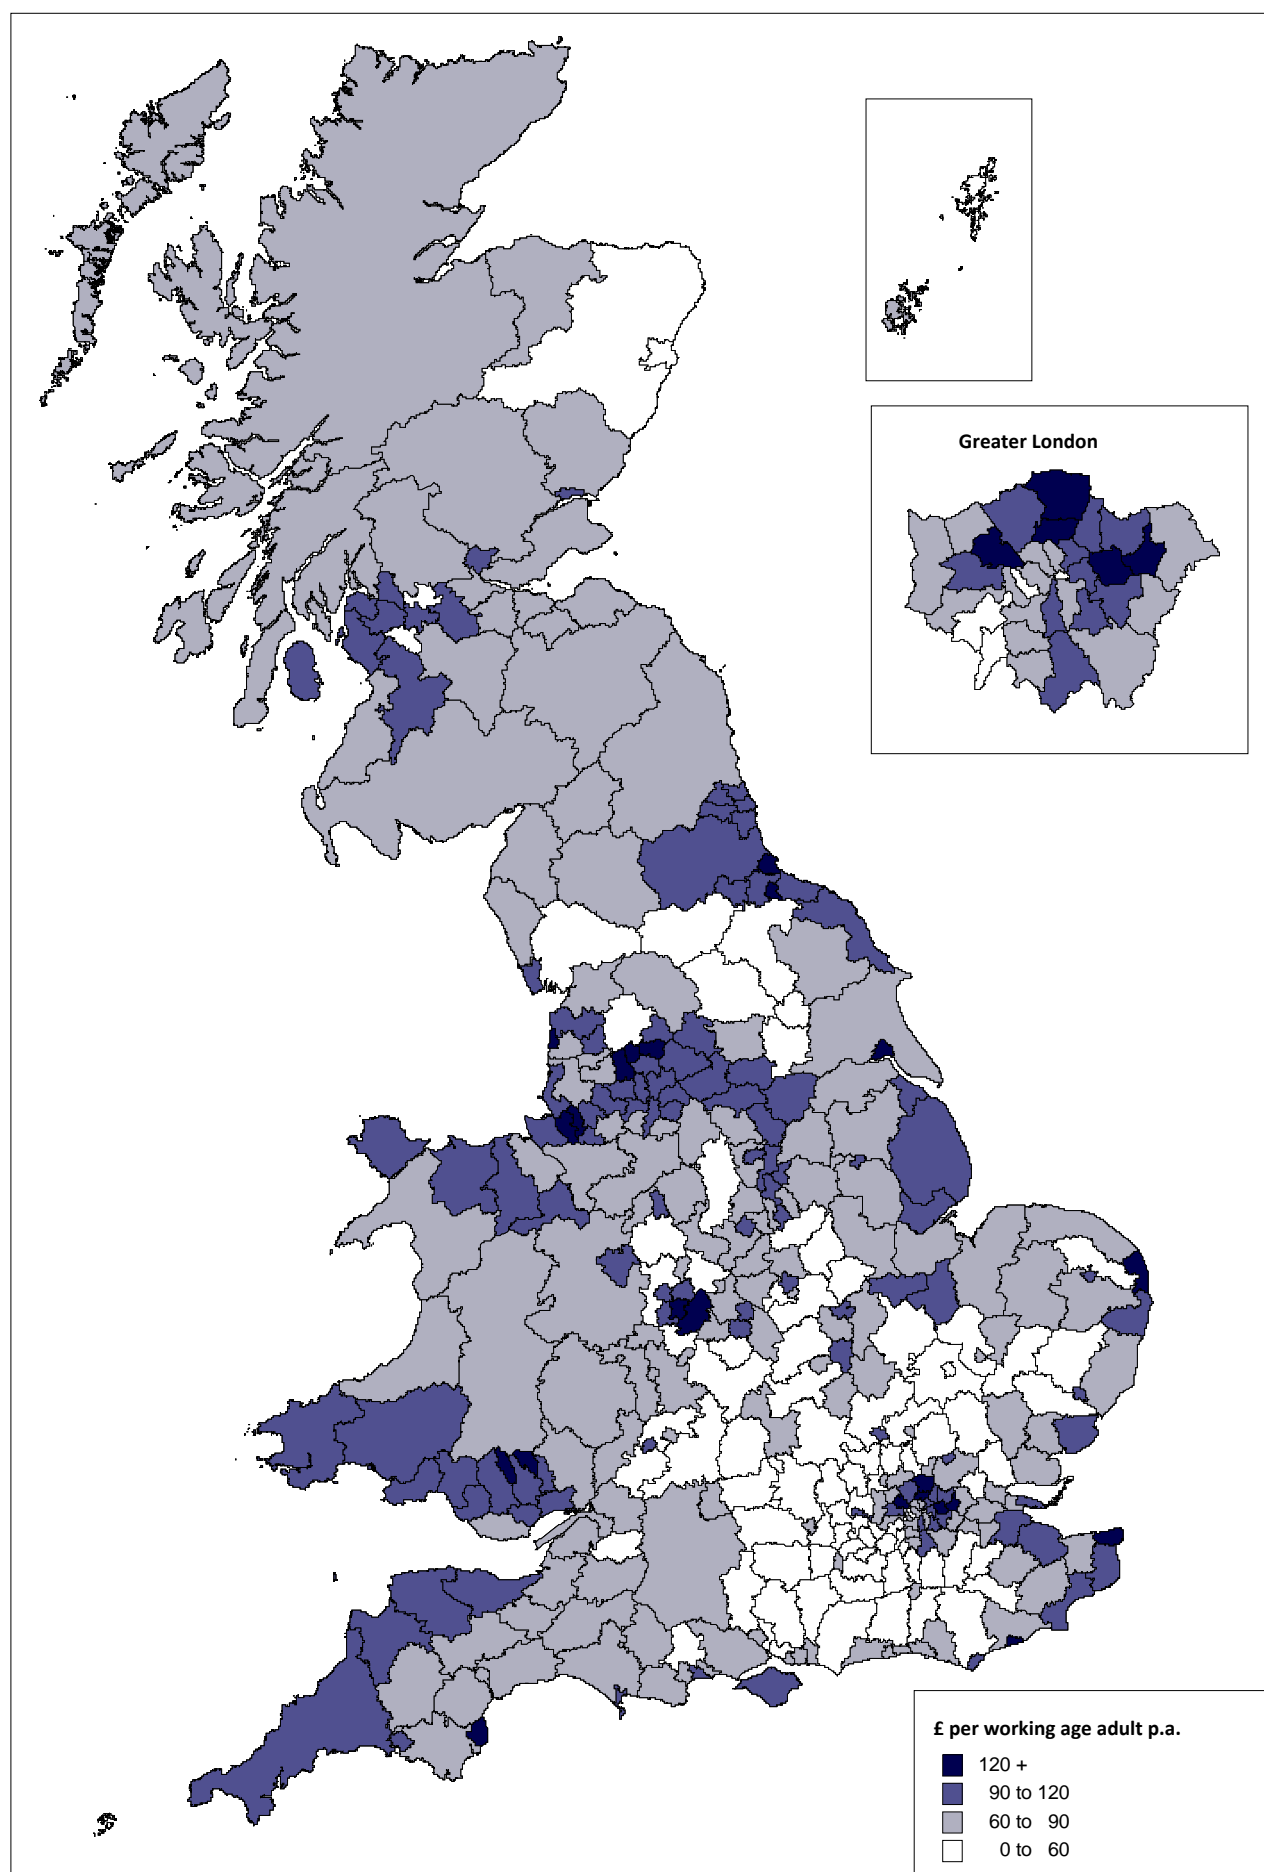 Greater London
£ per working age adult p.a.
120 +
90 to 120
60 to 90
0 to 60